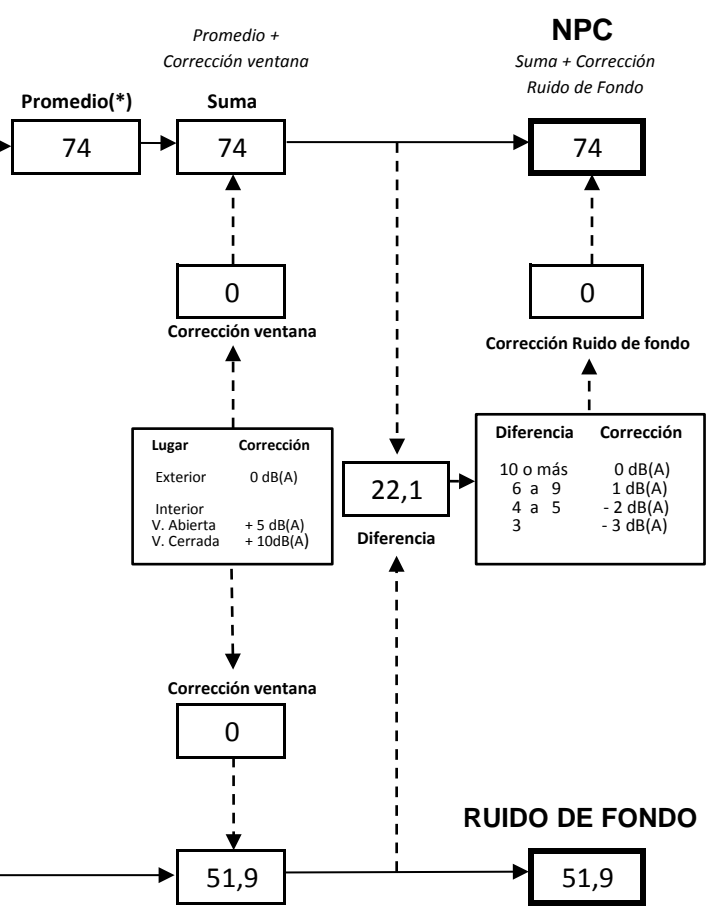 Promedio +
Corrección ventana
NPC
Suma + Corrección
Ruido de Fondo
Promedio(*)
Suma
74
74
74
0
Corrección ventana
0
Corrección Ruido de fondo
Lugar Corrección
Exterior 0 dB(A)
Interior
V. Abierta + 5 dB(A)
V. Cerrada + 10dB(A)
22,1
Diferencia
Diferencia Corrección
10 o más 0 dB(A)
6 a 9 1 dB(A)
4 a 5 - 2 dB(A)
3 - 3 dB(A)
Corrección ventana
0
RUIDO DE FONDO
51,9
51,9